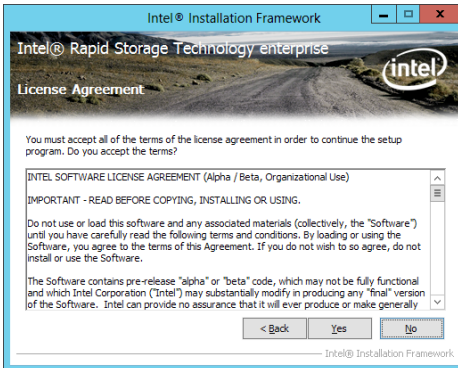 Intel® Installation Framework
Intel® Rapid Storage Technology enterprise
intel
License Agreement
You must accept all of the terms of the license agreement in order to continue the setup
program. Do you accept the terms?
INTEL SOFTWARE LICENSE AGREEMENT (Alpha / Beta, Organizational Use)
IMPORTANT - READ BEFORE COPYING, INSTALLING OR USING.
Do not use or load this software and any associated materials (collectively, the "Software")
until you have carefully read the following terms and conditions. By loading or using the
Software, you agree to the terms of this Agreement. If you do not wish to so agree, do not
install or use the Software.
The Software contains pre-release "alpha" or "beta" code, which may not be fully functional
and which Intel Corporation ("Intel") may substantially modify in producing any "final" version
of the Software. Intel can provide no assurance that it will ever produce or make generally
< Back Yes No
Intel® Installation Framework